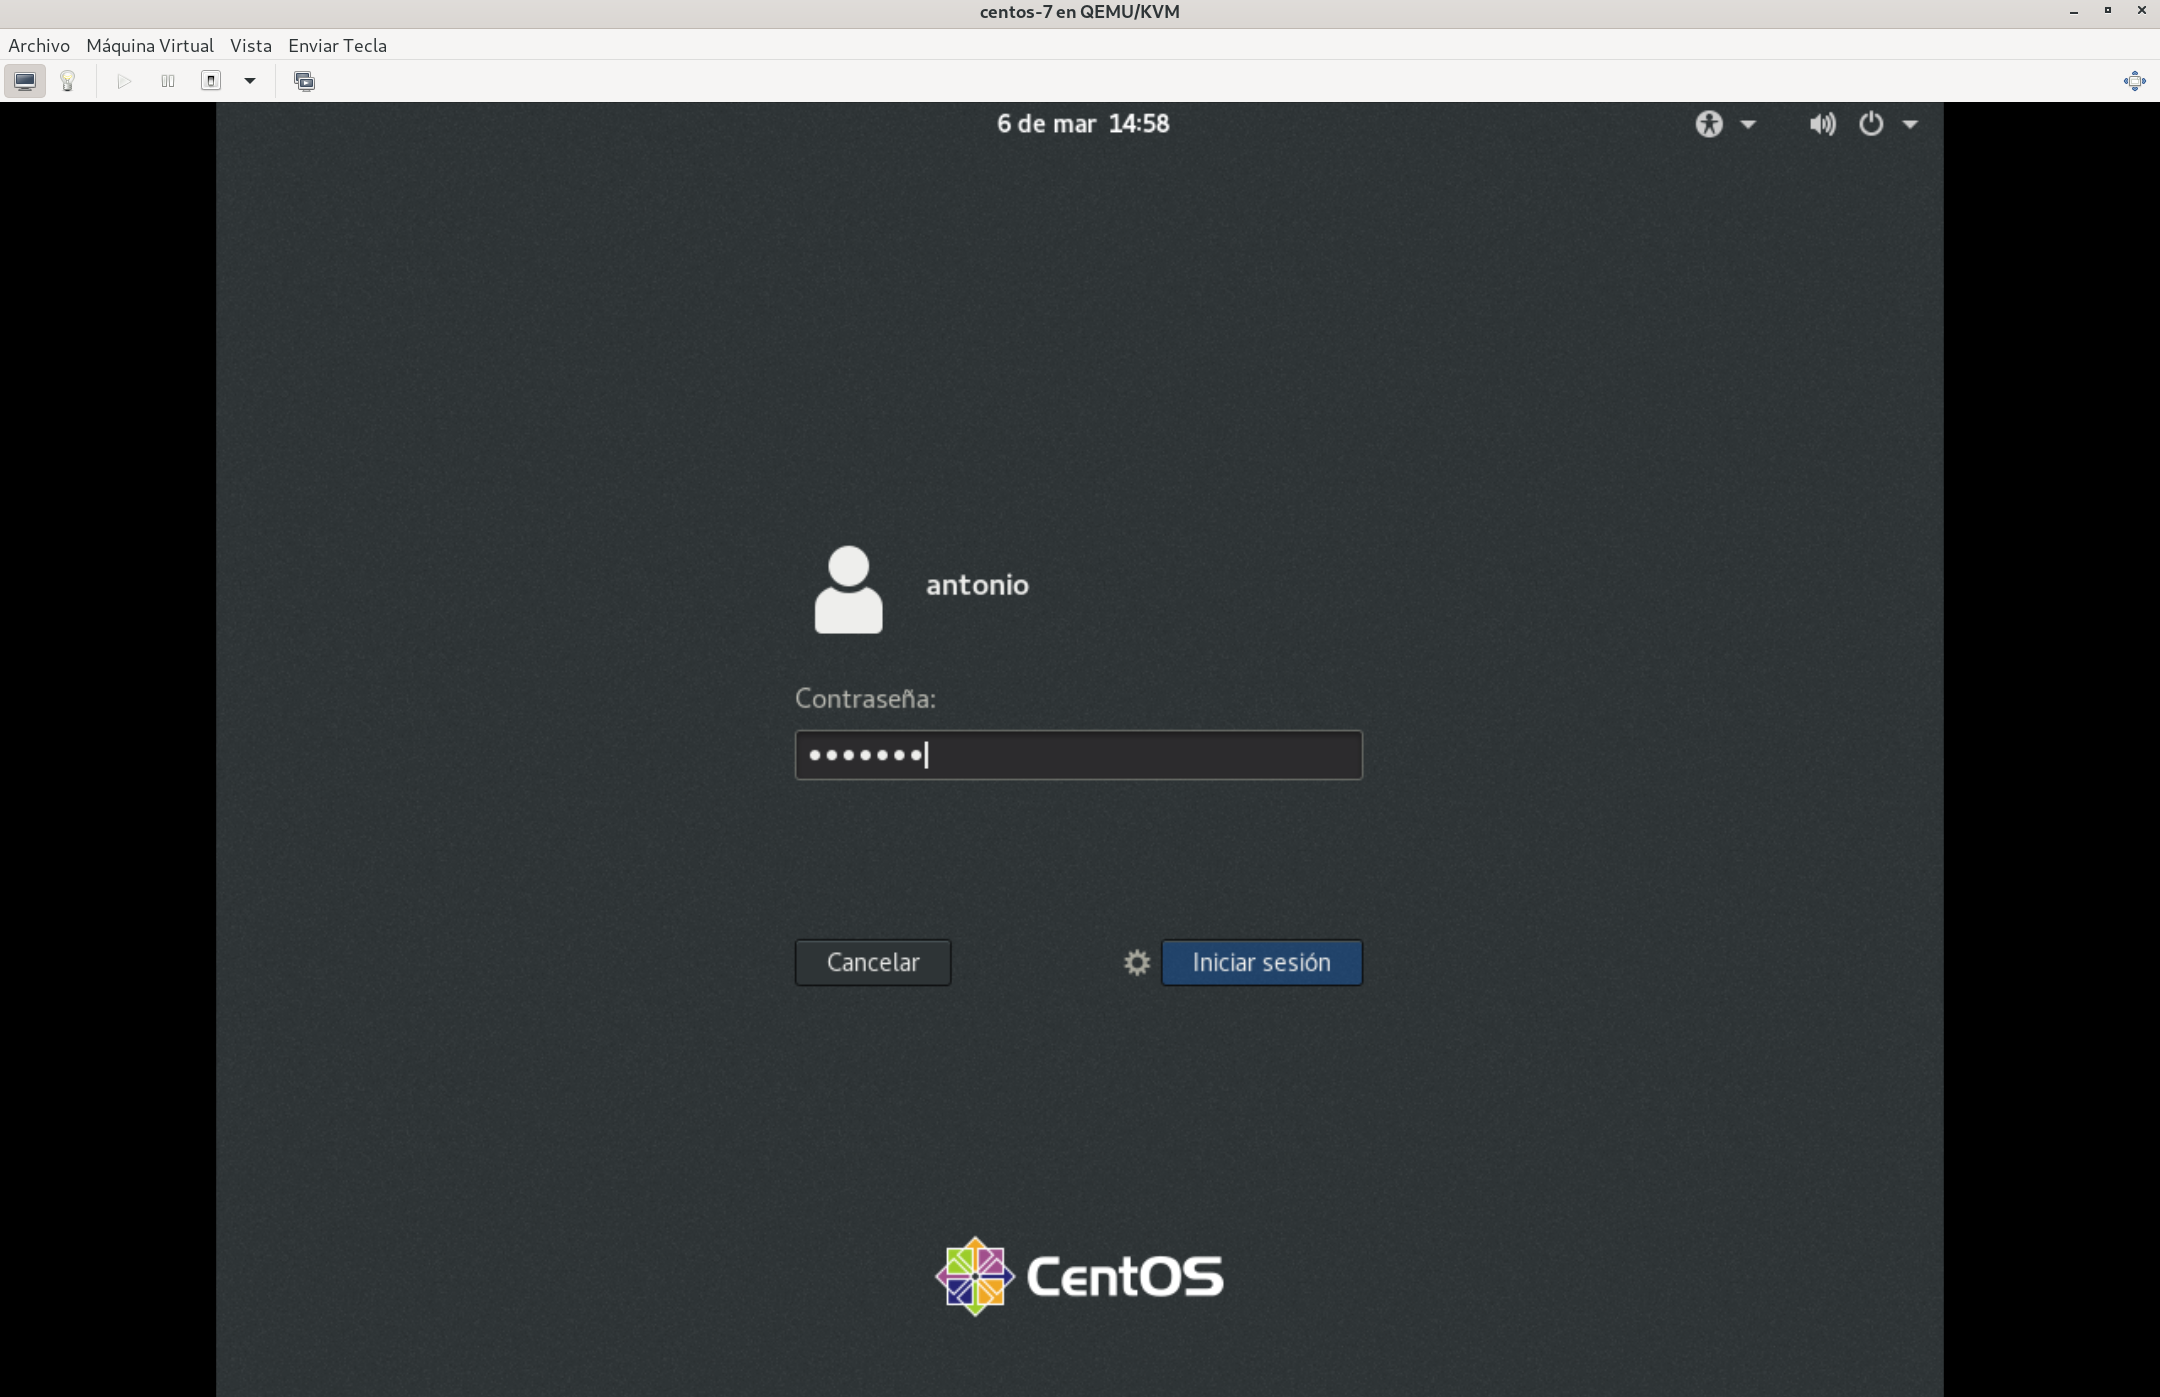 centos-7 en QEMU/KVM
Archivo Máquina Virtual Vista Enviar Tecla
6 de mar 14:58
antonio
Contraseña:
Cancelar
Iniciar sesión
CentOS